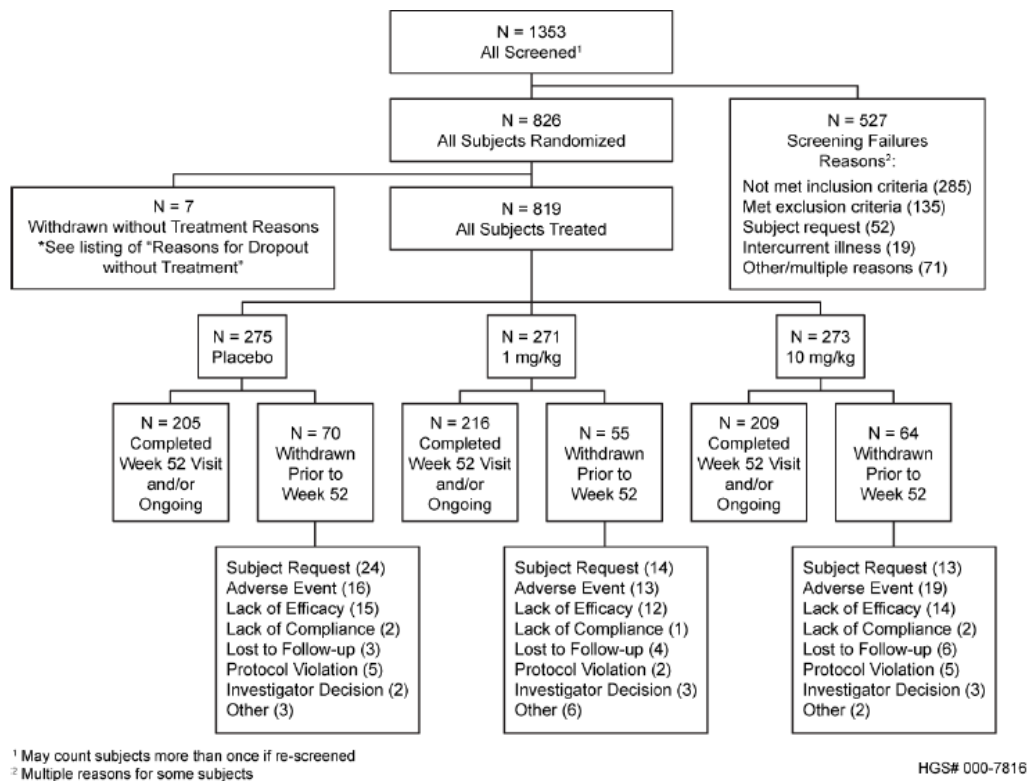 N = 1353
All Screened¹
N = 826
All Subjects Randomized
N = 527
Screening Failures
Reasons²:
Not met inclusion criteria (285)
Met exclusion criteria (135)
Subject request (52)
Intercurrent illness (19)
Other/multiple reasons (71)
N = 7
Withdrawn without Treatment Reasons
*See listing of "Reasons for Dropout
without Treatment"
N = 819
All Subjects Treated
N = 275
Placebo
N = 271
1 mg/kg
N = 273
10 mg/kg
N = 205
Completed
Week 52 Visit
and/or
Ongoing
N = 70
Withdrawn
Prior to
Week 52
N = 216
Completed
Week 52 Visit
and/or
Ongoing
N = 55
Withdrawn
Prior to
Week 52
N = 209
Completed
Week 52 Visit
and/or
Ongoing
N = 64
Withdrawn
Prior to
Week 52
Subject Request (24)
Adverse Event (16)
Lack of Efficacy (15)
Lack of Compliance (2)
Lost to Follow-up (3)
Protocol Violation (5)
Investigator Decision (2)
Other (3)
Subject Request (14)
Adverse Event (13)
Lack of Efficacy (12)
Lack of Compliance (1)
Lost to Follow-up (4)
Protocol Violation (2)
Investigator Decision (3)
Other (6)
Subject Request (13)
Adverse Event (19)
Lack of Efficacy (14)
Lack of Compliance (2)
Lost to Follow-up (6)
Protocol Violation (5)
Investigator Decision (3)
Other (2)
¹ May count subjects more than once if re-screened
² Multiple reasons for some subjects
HGS# 000-7816